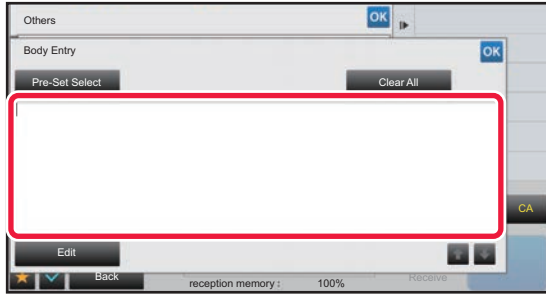 Others OK
Body Entry OK
Pre-Set Select Clear All
CA
Edit
Back Receive
reception memory : 100%